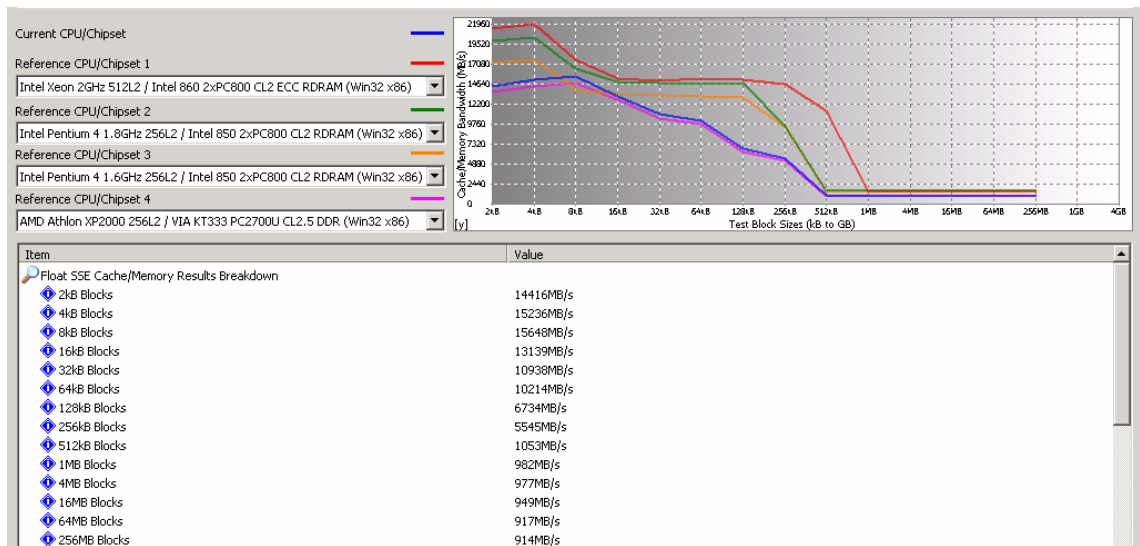 Current CPU/Chipset
Reference CPU/Chipset 1
Intel Xeon 2GHz 512L2 / Intel 860 2xPC800 CL2 ECC RDRAM (Win32 x86)
Reference CPU/Chipset 2
Intel Pentium 4 1.8GHz 256L2 / Intel 850 2xPC800 CL2 RDRAM (Win32 x86)
Reference CPU/Chipset 3
Intel Pentium 4 1.6GHz 256L2 / Intel 850 2xPC800 CL2 RDRAM (Win32 x86)
Reference CPU/Chipset 4
AMD Athlon XP2000 256L2 / VIA KT333 PC2700U CL2.5 DDR (Win32 x86)
Cache/Memory Bandwidth (MB/s)
21960
19520
17080
14640
12200
9760
7320
4880
2440
0
[y]
2kB 4kB 8kB 16kB 32kB 64kB 128kB 256kB 512kB 1MB 4MB 16MB 64MB 256MB 1GB 4GB
Test Block Sizes (kB to GB)
Item Value
Float SSE Cache/Memory Results Breakdown
2kB Blocks 14416MB/s
4kB Blocks 15236MB/s
8kB Blocks 15648MB/s
16kB Blocks 13139MB/s
32kB Blocks 10938MB/s
64kB Blocks 10214MB/s
128kB Blocks 6734MB/s
256kB Blocks 5545MB/s
512kB Blocks 1053MB/s
1MB Blocks 982MB/s
4MB Blocks 977MB/s
16MB Blocks 949MB/s
64MB Blocks 917MB/s
256MB Blocks 914MB/s